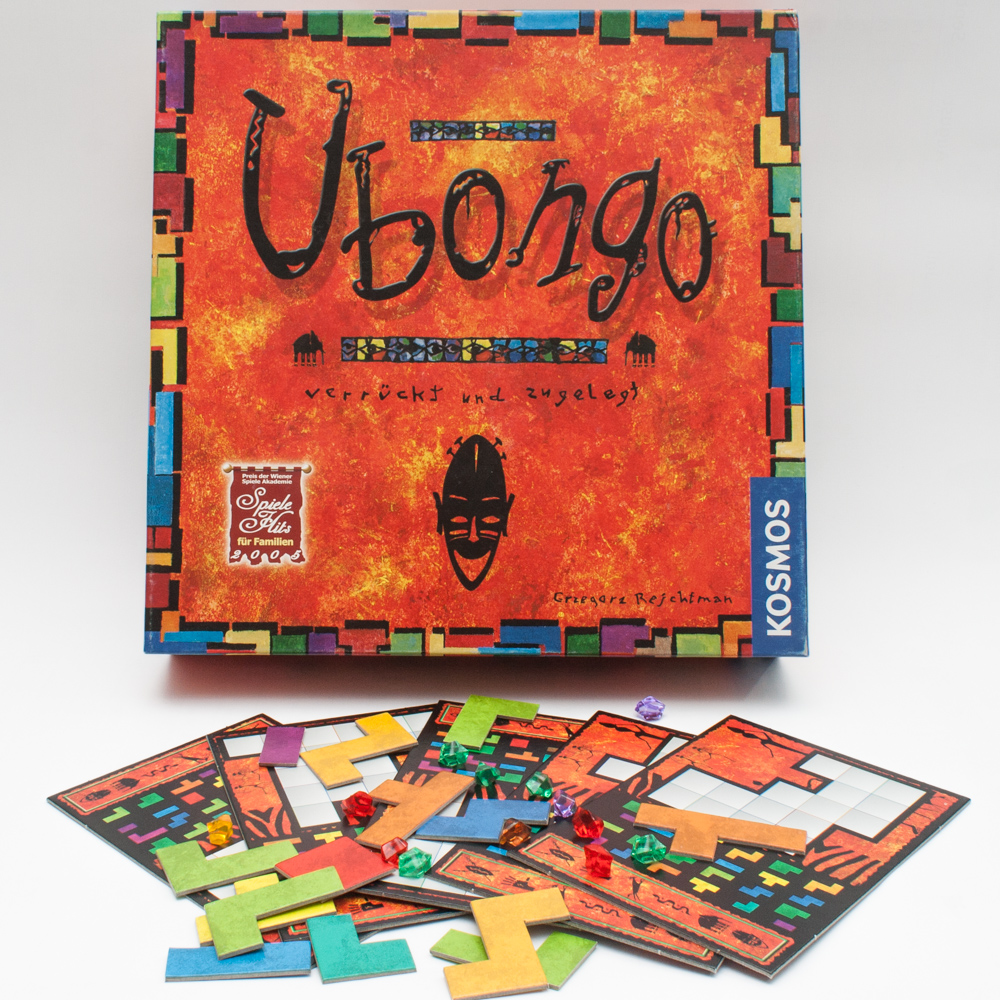 Ubongo
verrückt und zugelegt
Preis der Wiener
Spiele Akademie
Spiele
Hits
für Familien
2005
Grzegorz Rejchtman
KOSMOS